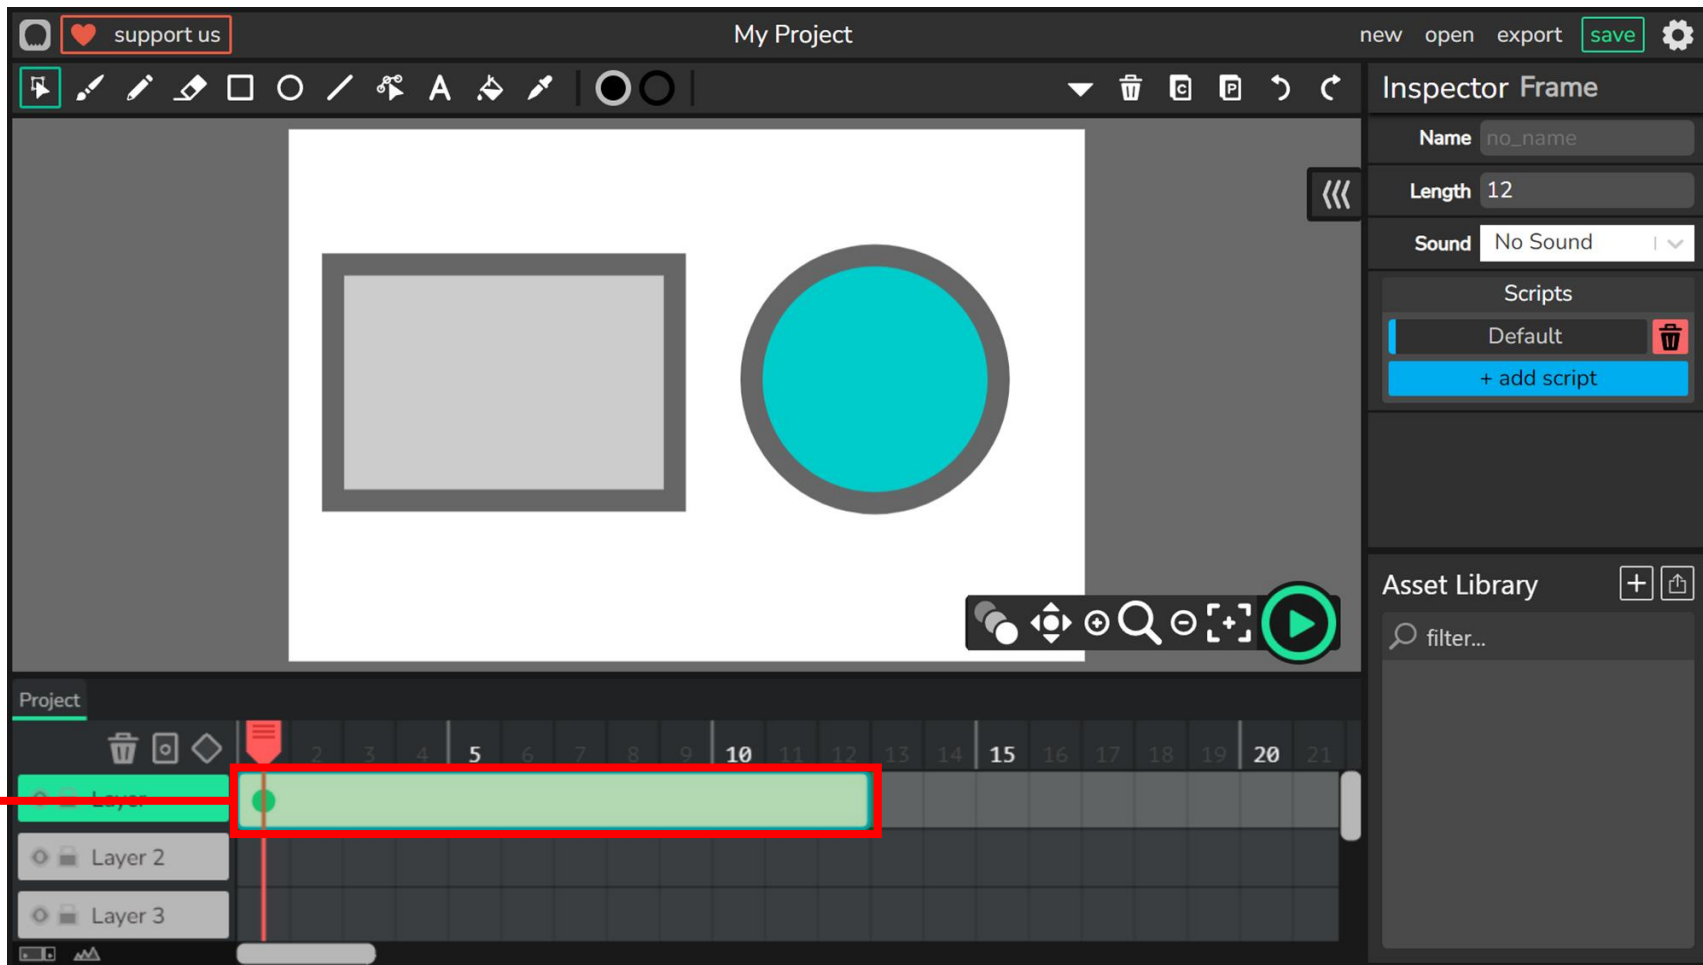 support us
My Project
new open export save
A
C P
Inspector Frame
Name no_name
Length 12
Sound No Sound
Scripts
Default
+ add script
Asset Library
filter...
Project
2 3 4 5 6 7 8 9 10 11 12 13 14 15 16 17 18 19 20 21
Layer
Layer 2
Layer 3